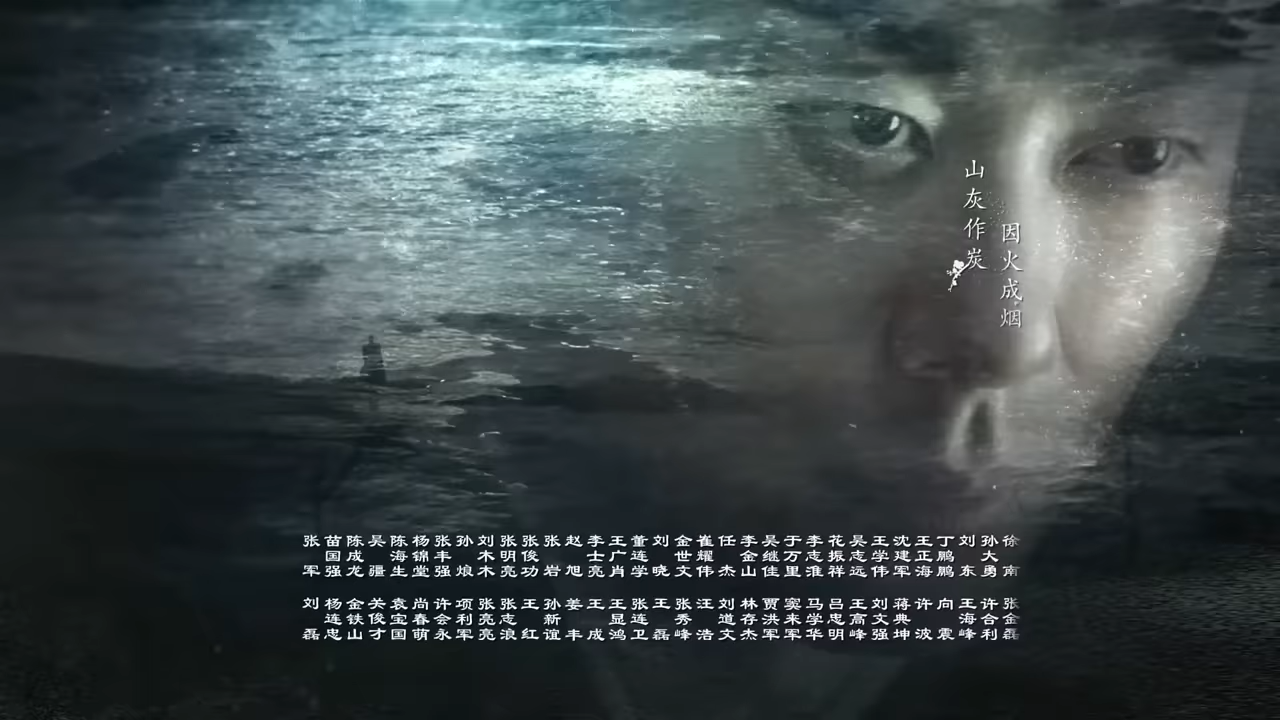 山灰作炭
因火成烟
张军
苗国强
陈成龙
吴疆
陈海生
杨锦堂
张丰强
孙烺
刘木木
张明亮
张俊功
张岩
赵旭
李士亮
王广肖
董连学
刘晓
金世文
崔耀伟
任杰
李金山
吴继佳
于万里
李志淮
花振祥
吴志远
王学伟
沈建军
王正海
丁鹏鹏
刘东
孙大勇
徐南
刘磊
杨连忠
金铁山
关俊才
袁宝国
尚春萌
许会永
项利军
张亮亮
张志浪
王红
孙新谊
姜丰
王成
王显鸿
张连卫
王磊
张秀峰
汪浩
刘道文
林存杰
贾洪军
窦来军
马学华
吕忠明
王高峰
刘文强
蒋典坤
许波
向震
王海峰
许合利
张金磊